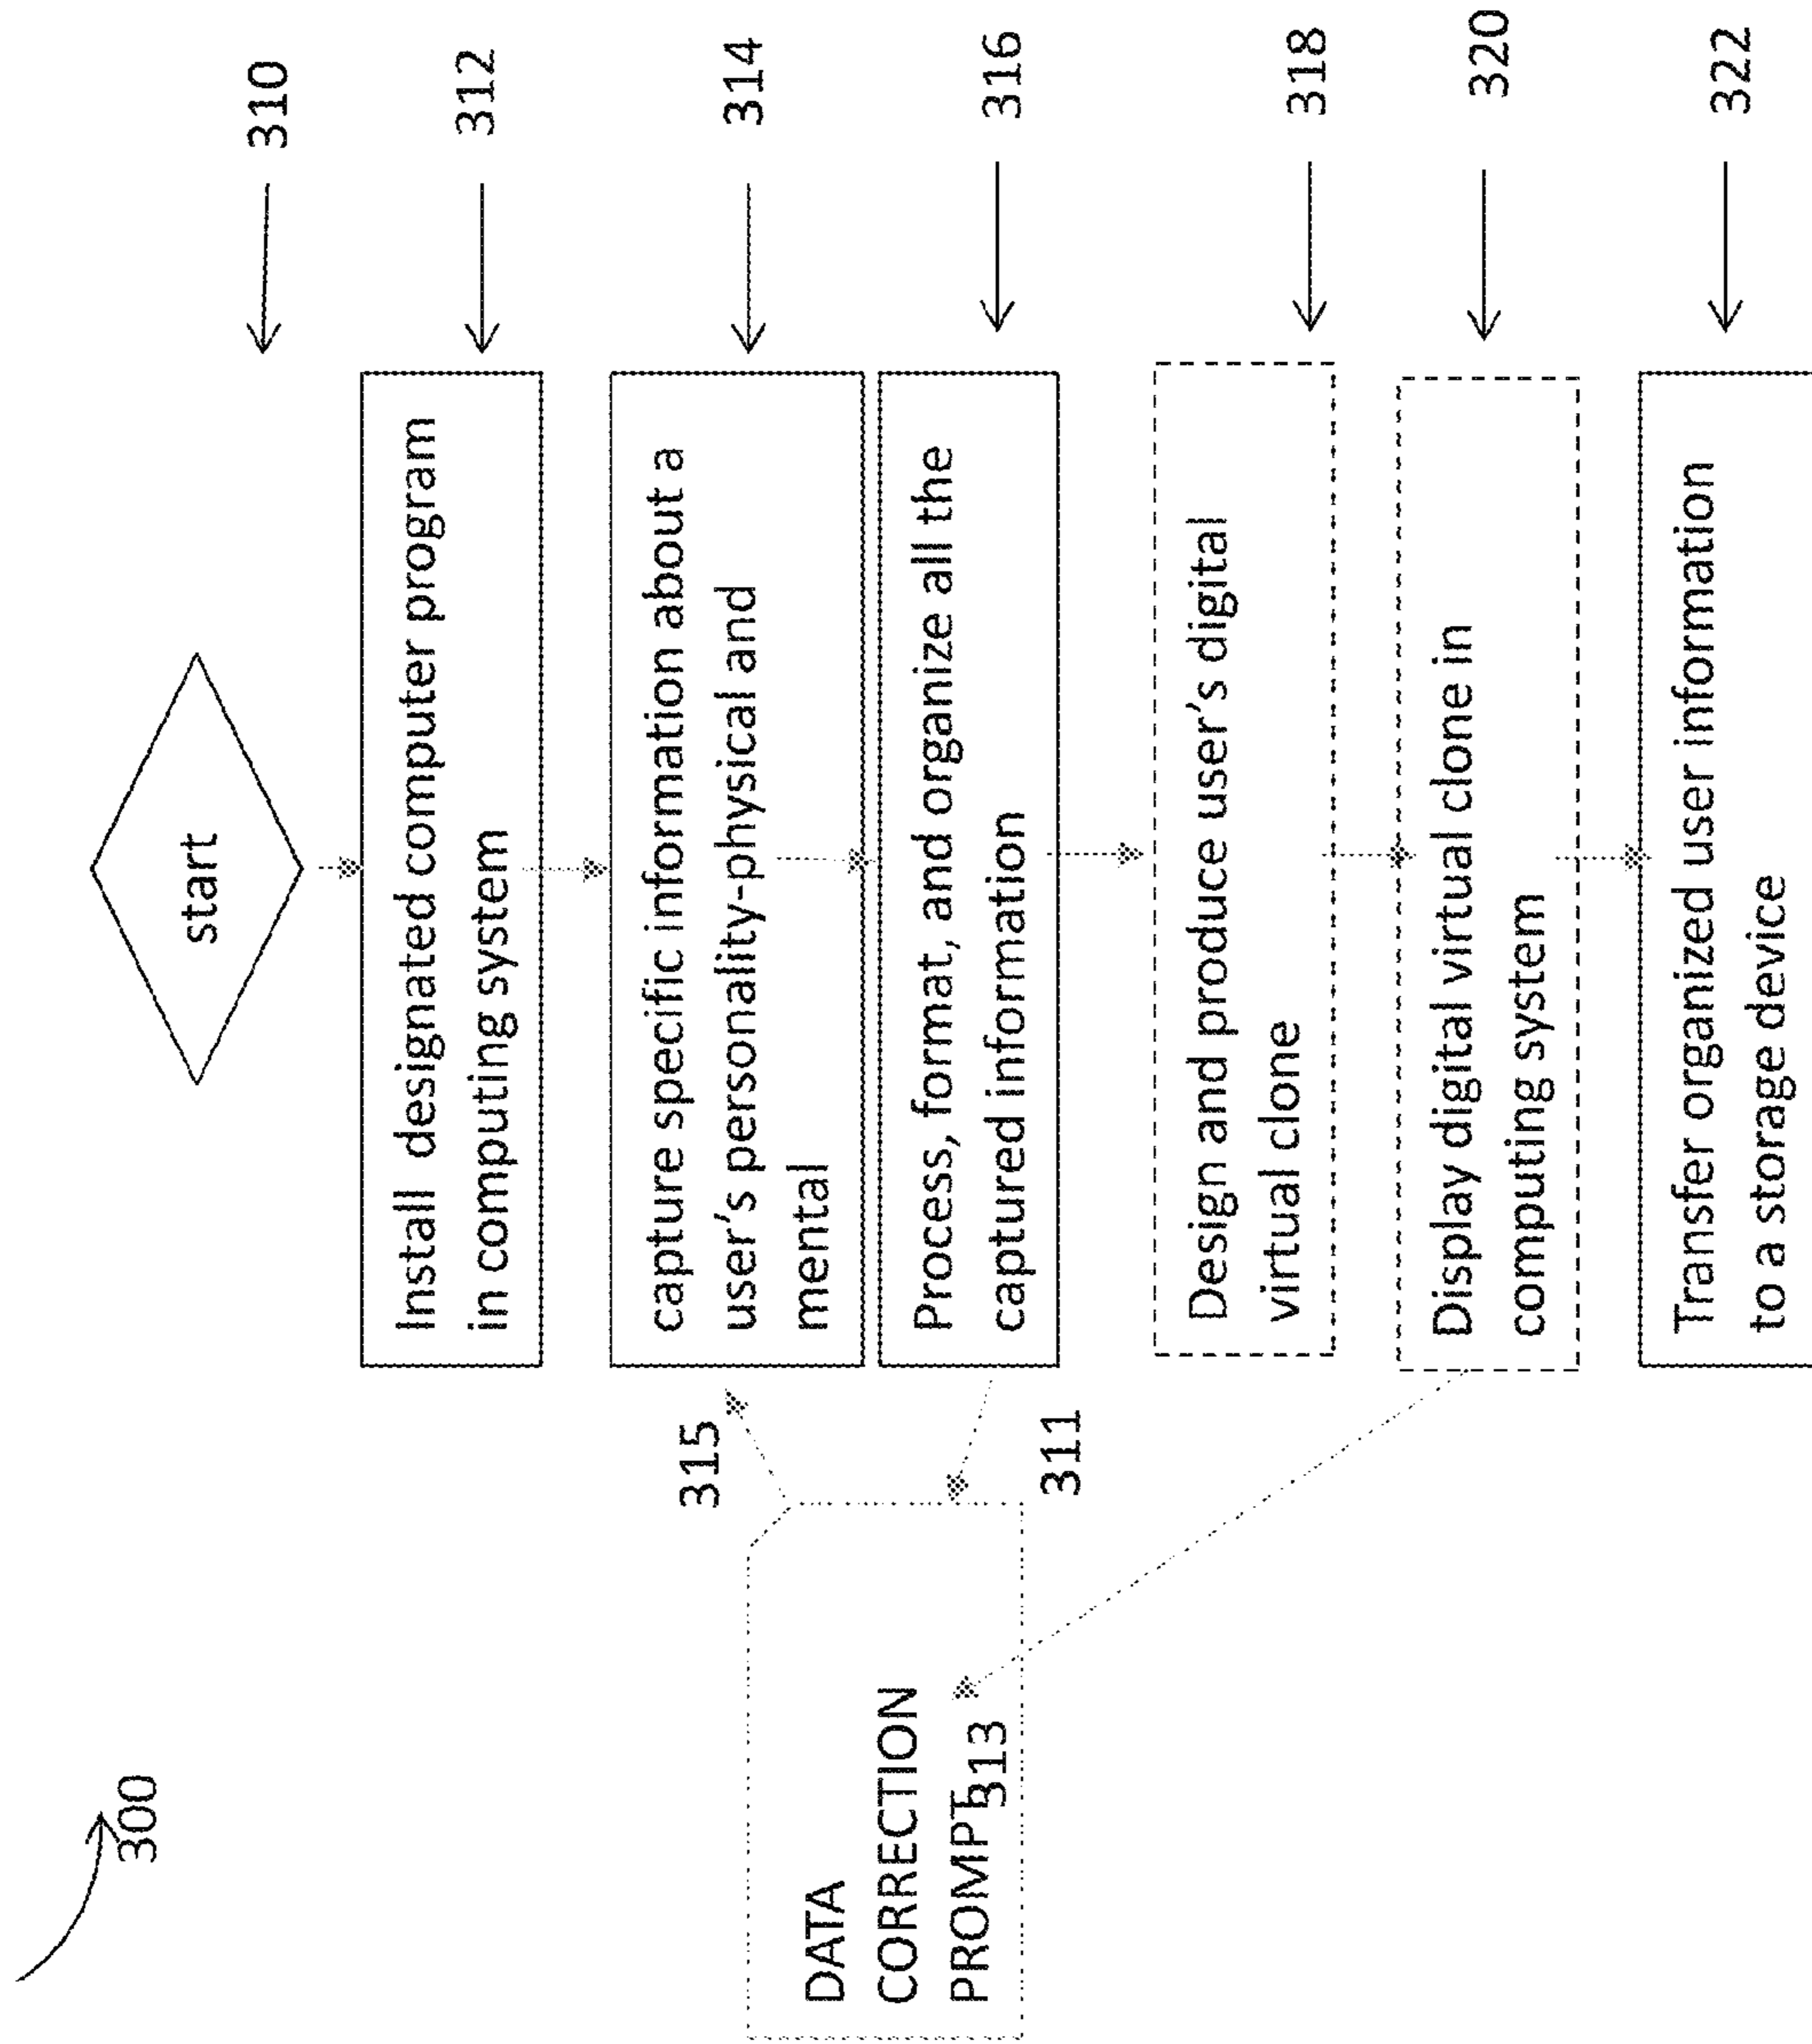 300
start
310
Install designated computer program
in computing system
312
capture specific information about a
user's personality-physical and
mental
314
315
Process, format, and organize all the
captured information
316
311
DATA
CORRECTION
PROMPT
313
Design and produce user's digital
virtual clone
318
Display digital virtual clone in
computing system
320
Transfer organized user information
to a storage device
322